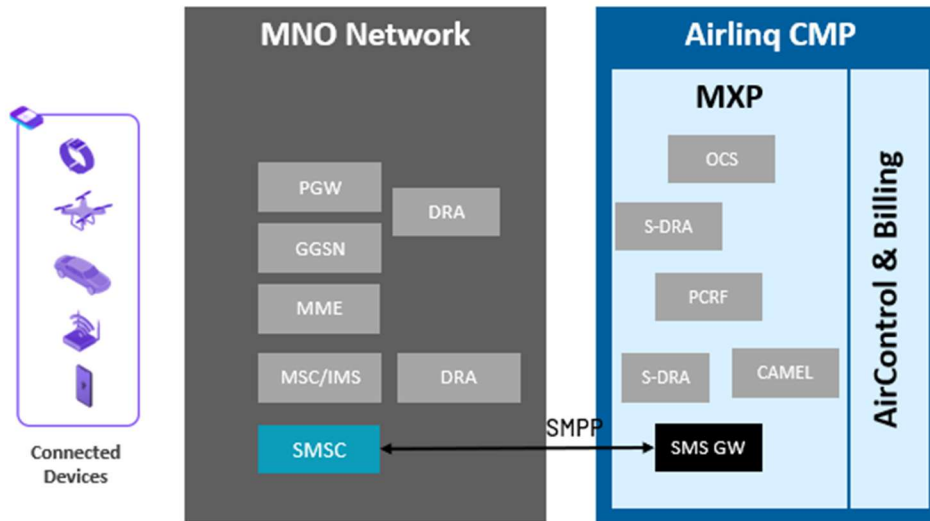 MNO Network
Airlinq CMP
MXP
OCS
PGW
DRA
S-DRA
GGSN
PCRF
MME
MSC/IMS
DRA
S-DRA
CAMEL
SMPP
SMSC
SMS GW
AirControl & Billing
Connected
Devices